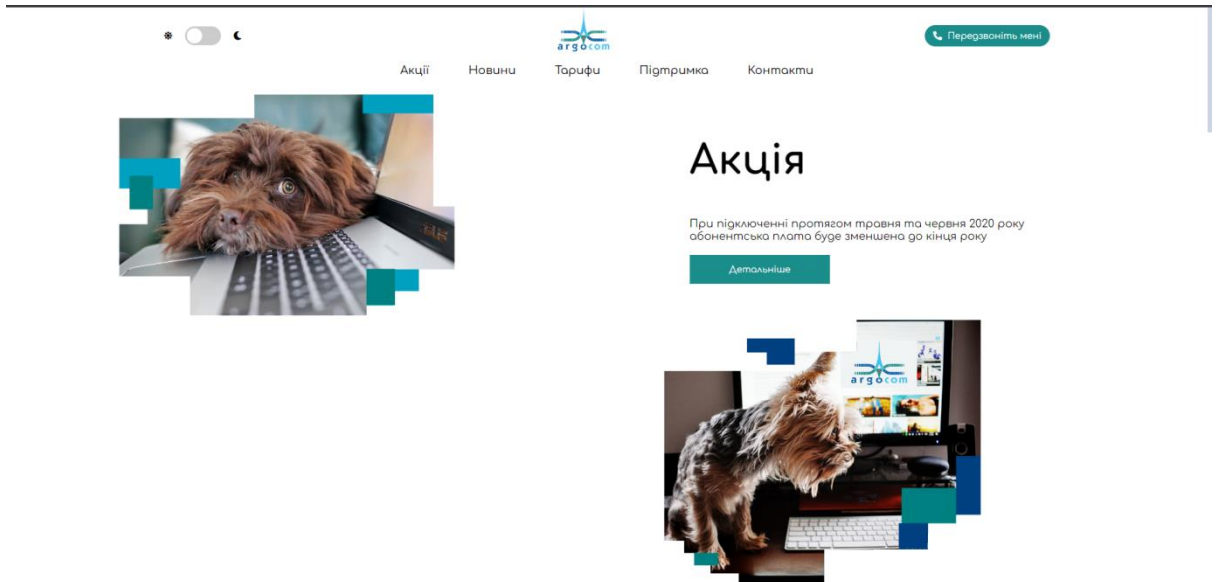 argocom
Передзвоніть мені
Акції Новини Тарифи Підтримка Контакти
Акція
При підключенні протягом травня та червня 2020 року
абонентська плата буде зменшена до кінця року
Детальніше
argocom